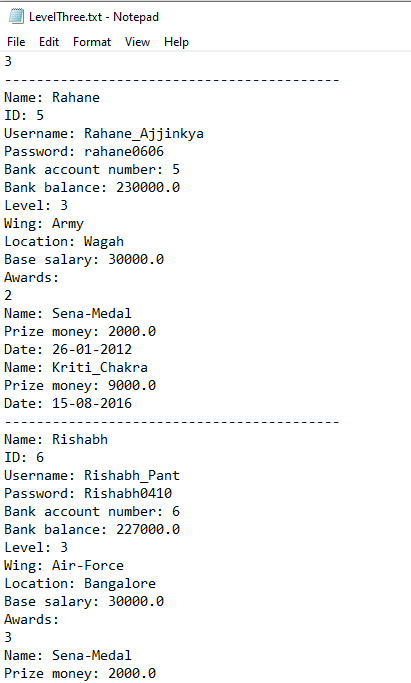 LevelThree.txt - Notepad
File Edit Format View Help
3
------------------------------------------
Name: Rahane
ID: 5
Username: Rahane_Ajjinkya
Password: rahane0606
Bank account number: 5
Bank balance: 230000.0
Level: 3
Wing: Army
Location: Wagah
Base salary: 30000.0
Awards:
2
Name: Sena-Medal
Prize money: 2000.0
Date: 26-01-2012
Name: Kriti_Chakra
Prize money: 9000.0
Date: 15-08-2016
------------------------------------------
Name: Rishabh
ID: 6
Username: Rishabh_Pant
Password: Rishabh0410
Bank account number: 6
Bank balance: 227000.0
Level: 3
Wing: Air-Force
Location: Bangalore
Base salary: 30000.0
Awards:
3
Name: Sena-Medal
Prize money: 2000.0